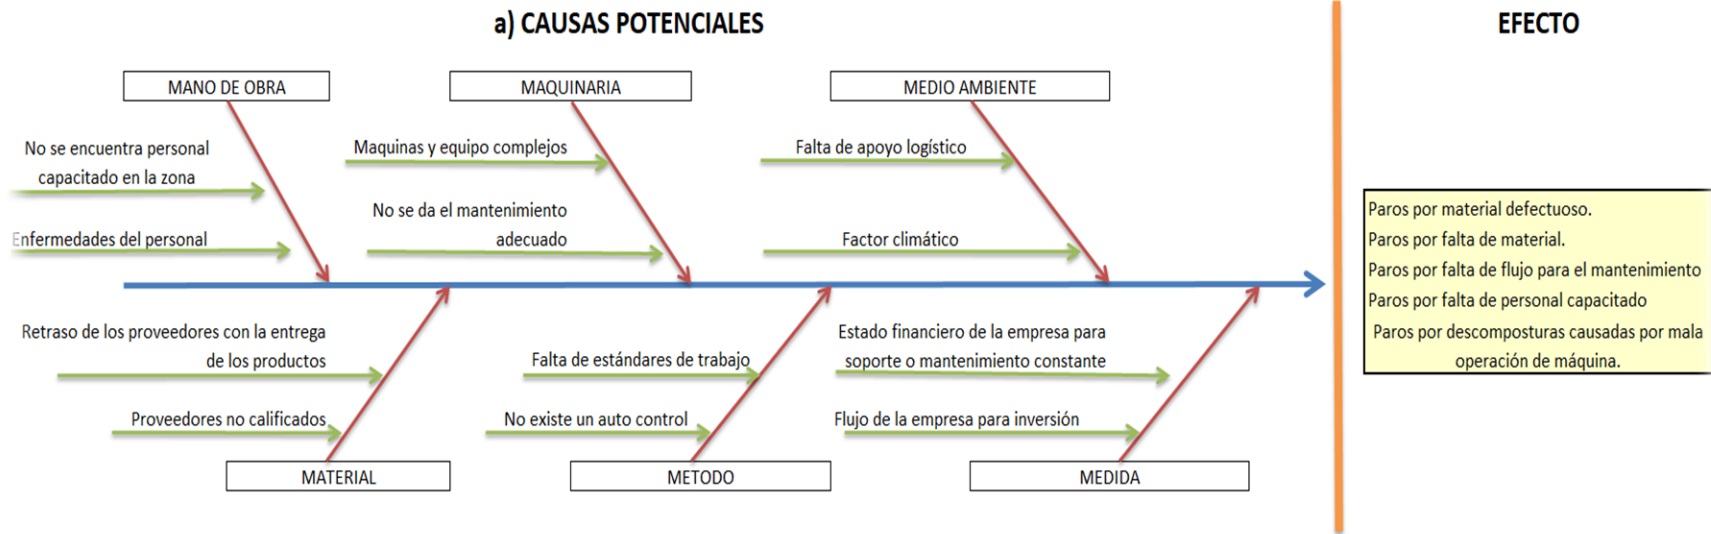 a) CAUSAS POTENCIALES
EFECTO
MANO DE OBRA
MAQUINARIA
MEDIO AMBIENTE
No se encuentra personal
capacitado en la zona
Enfermedades del personal
Maquinas y equipo complejos
No se da el mantenimiento
adecuado
Falta de apoyo logístico
Factor climático
Retraso de los proveedores con la entrega
de los productos
Proveedores no calificados
Falta de estándares de trabajo
No existe un auto control
Estado financiero de la empresa para
soporte o mantenimiento constante
Flujo de la empresa para inversión
MATERIAL
METODO
MEDIDA
Paros por material defectuoso.
Paros por falta de material.
Paros por falta de flujo para el mantenimiento
Paros por falta de personal capacitado
Paros por descomposturas causadas por mala
operación de máquina.